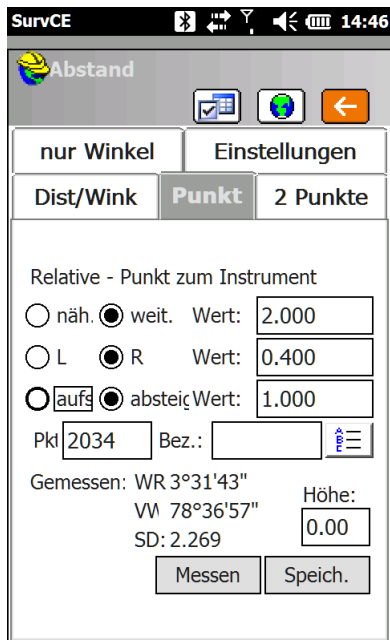 SurvCE 14:46
Abstand
nur Winkel Einstellungen
Dist/Wink Punkt 2 Punkte
Relative - Punkt zum Instrument
näh. weit. Wert: 2.000
L R Wert: 0.400
aufs absteig Wert: 1.000
Pkt 2034 Bez.:
Gemessen: WR 3°31'43"
VW 78°36'57"
Höhe:
SD: 2.269 0.00
Messen Speich.